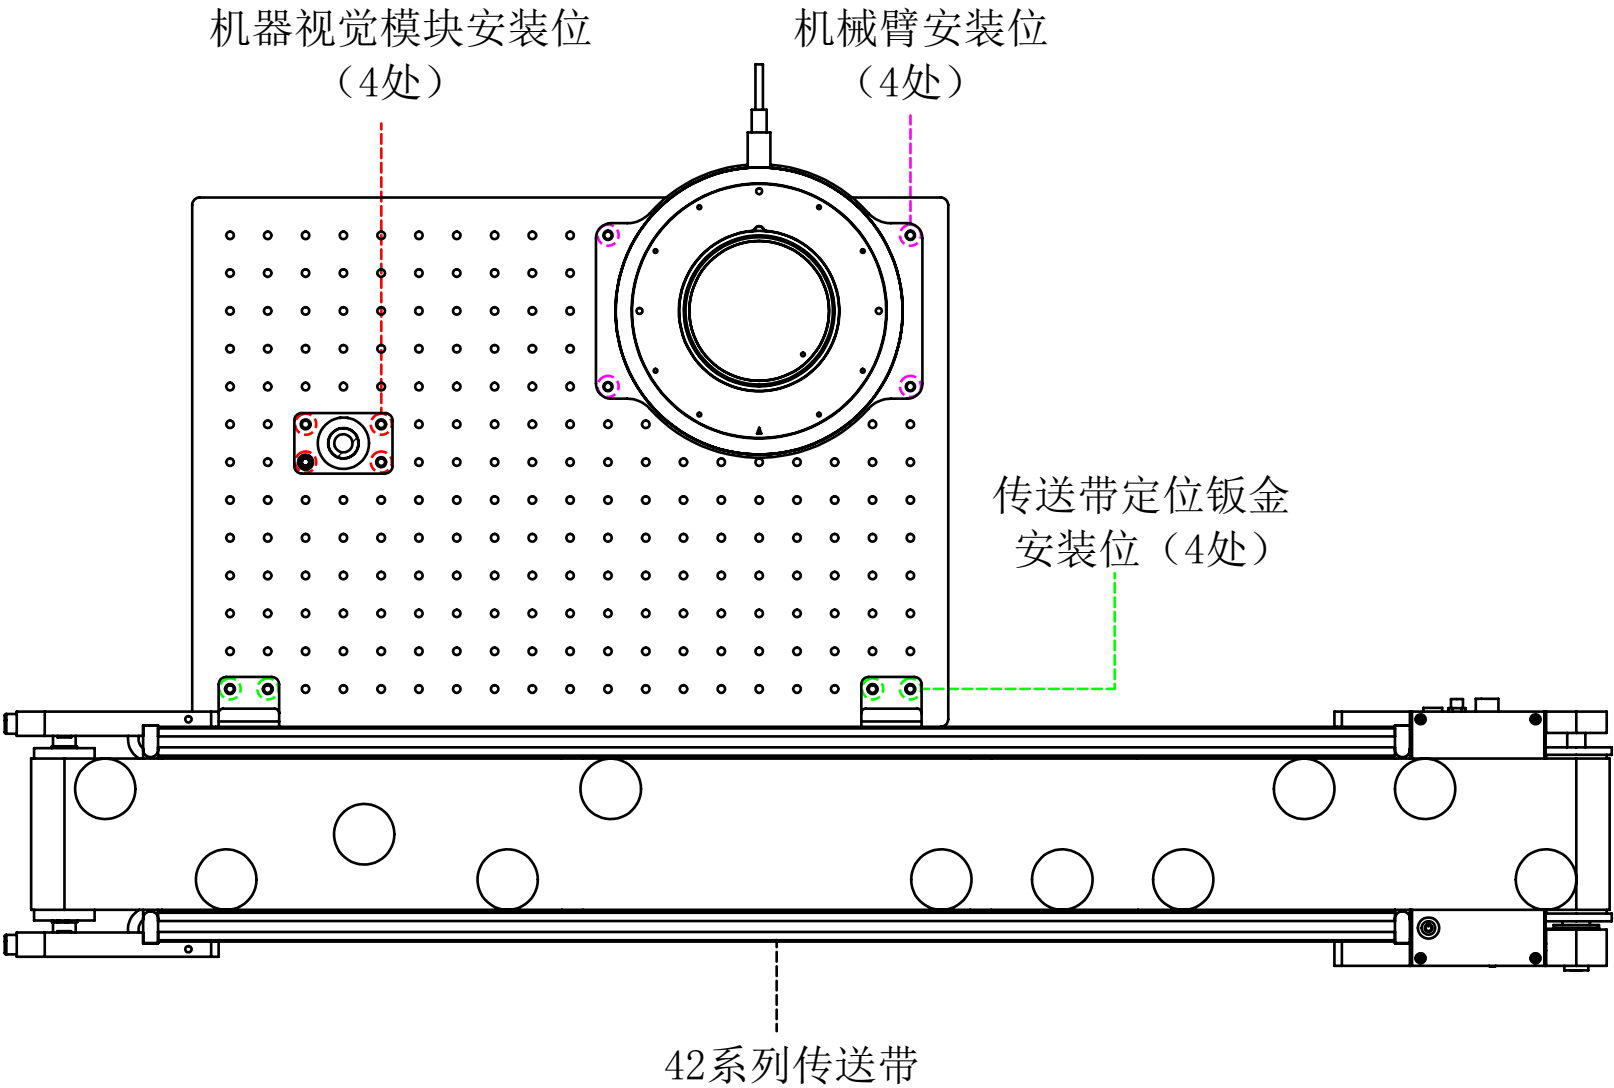 机器视觉模块安装位
（4处）
机械臂安装位
（4处）
传送带定位钣金
安装位（4处）
42系列传送带